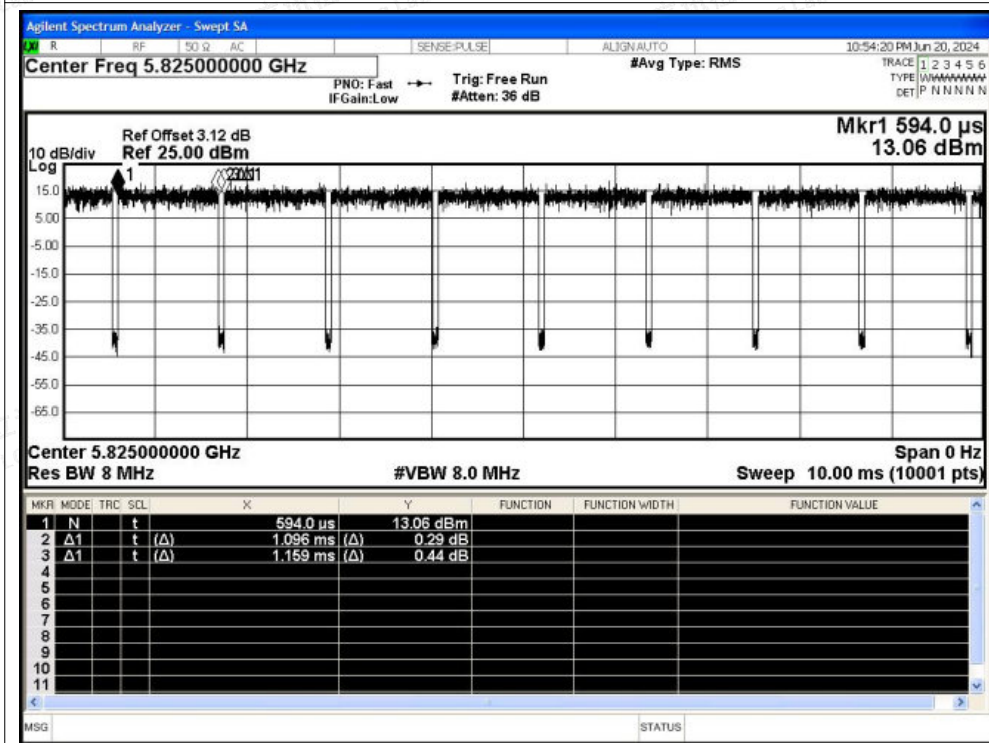 Agilent Spectrum Analyzer - Swept SA
LXI R RF 50 Ω AC SENSE:PULSE ALIGN AUTO 10:54:20 PM Jun 20, 2024
Center Freq 5.825000000 GHz #Avg Type: RMS TRACE 1 2 3 4 5 6
PNO: Fast Trig: Free Run TYPE WWWWWW
IFGain:Low #Atten: 36 dB DET P N N N N N
Mkr1 594.0 µs
Ref Offset 3.12 dB
10 dB/div Ref 25.00 dBm 13.06 dBm
Log
1
15.0
5.00
-5.00
-15.0
-25.0
-35.0
-45.0
-55.0
-65.0
Center 5.825000000 GHz Span 0 Hz
Res BW 8 MHz #VBW 8.0 MHz Sweep 10.00 ms (10001 pts)
MKR MODE TRC SCL X Y FUNCTION FUNCTION WIDTH FUNCTION VALUE
1 N t 594.0 µs 13.06 dBm
2 Δ1 t (Δ) 1.096 ms (Δ) 0.29 dB
3 Δ1 t (Δ) 1.159 ms (Δ) 0.44 dB
4
5
6
7
8
9
10
11
MSG STATUS